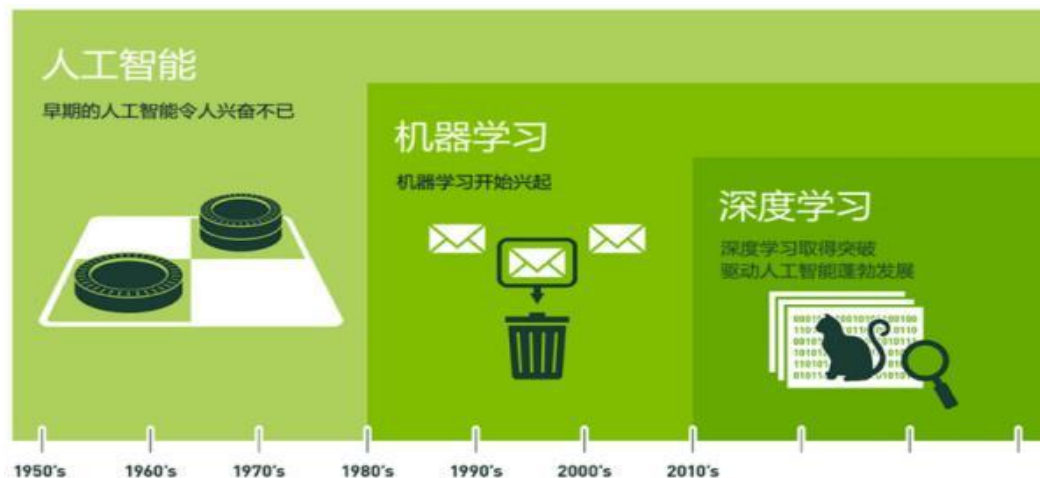 人工智能
早期的人工智能令人兴奋不已
机器学习
机器学习开始兴起
深度学习
深度学习取得突破
驱动人工智能蓬勃发展
1950's 1960's 1970's 1980's 1990's 2000's 2010's